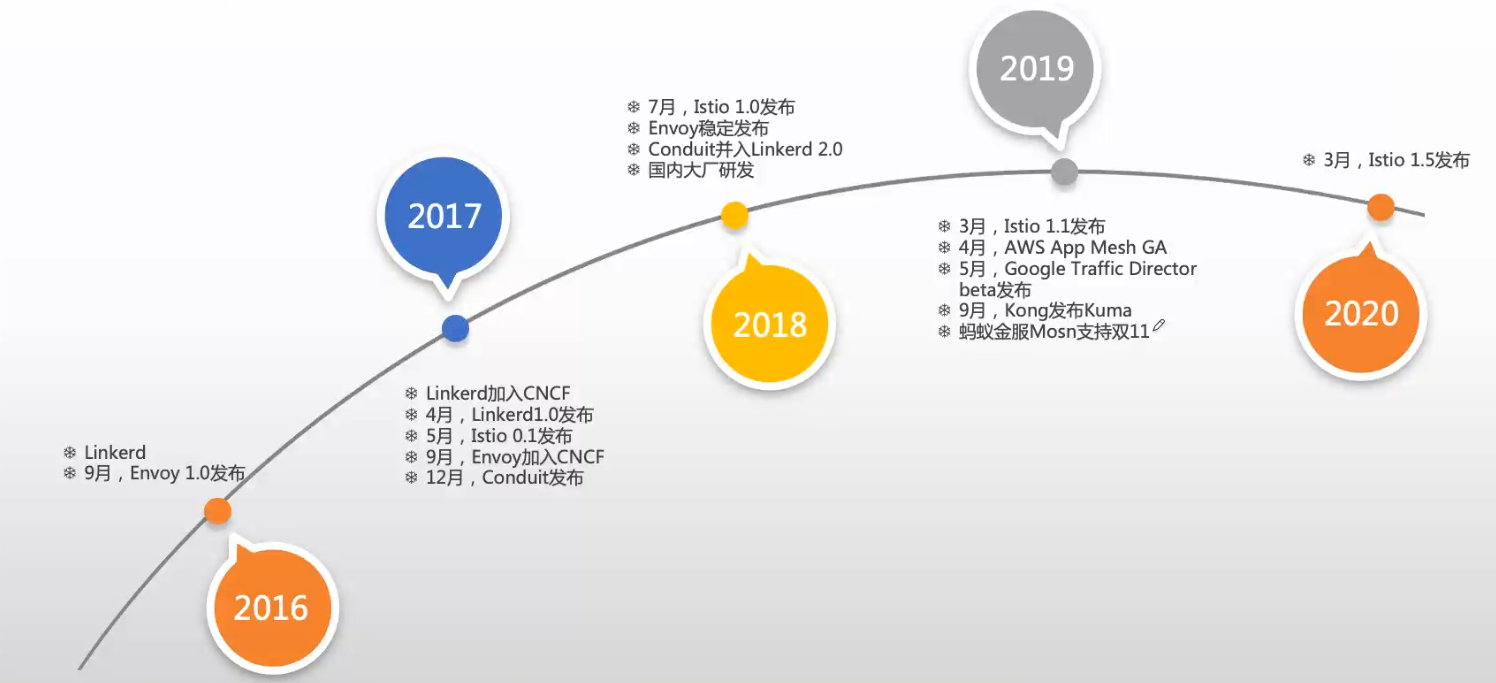 2016
Linkerd
9月，Envoy 1.0发布
2017
Linkerd加入CNCF
4月，Linkerd1.0发布
5月，Istio 0.1发布
9月，Envoy加入CNCF
12月，Conduit发布
2018
7月，Istio 1.0发布
Envoy稳定发布
Conduit并入Linkerd 2.0
国内大厂研发
2019
3月，Istio 1.1发布
4月，AWS App Mesh GA
5月，Google Traffic Director
beta发布
9月，Kong发布Kuma
蚂蚁金服Mosn支持双11
2020
3月，Istio 1.5发布